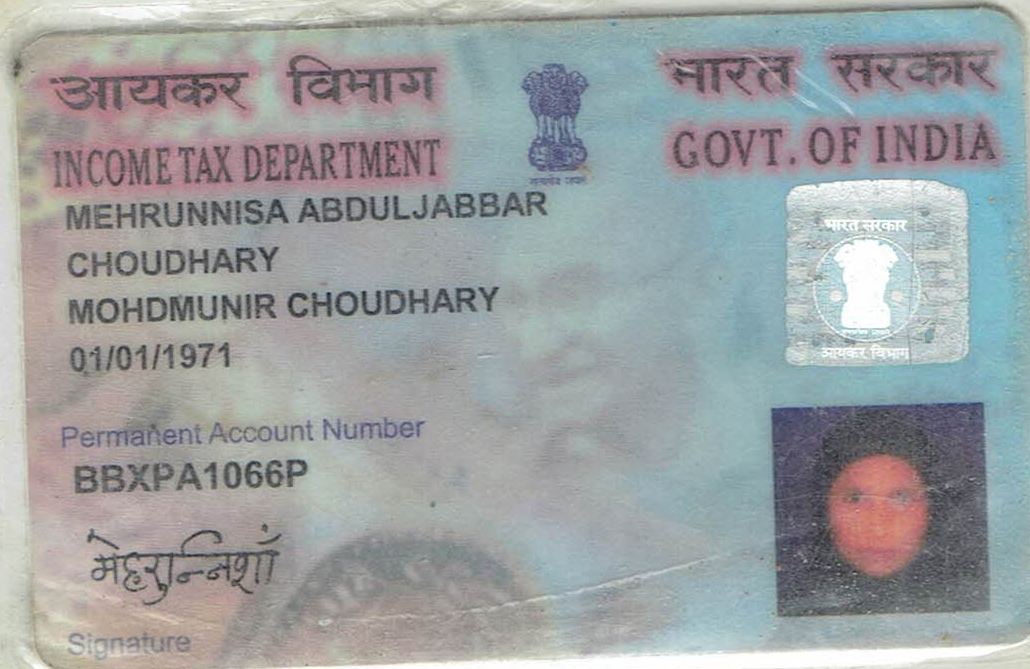 आयकर विभाग
भारत सरकार
INCOME TAX DEPARTMENT
GOVT. OF INDIA
सत्यमेव जयते
MEHRUNNISA ABDULJABBAR
CHOUDHARY
MOHDMUNIR CHOUDHARY
01/01/1971
भारत सरकार
आयकर विभाग
Permanent Account Number
BBXPA1066P
मेहरुन्निशाँ
Signature